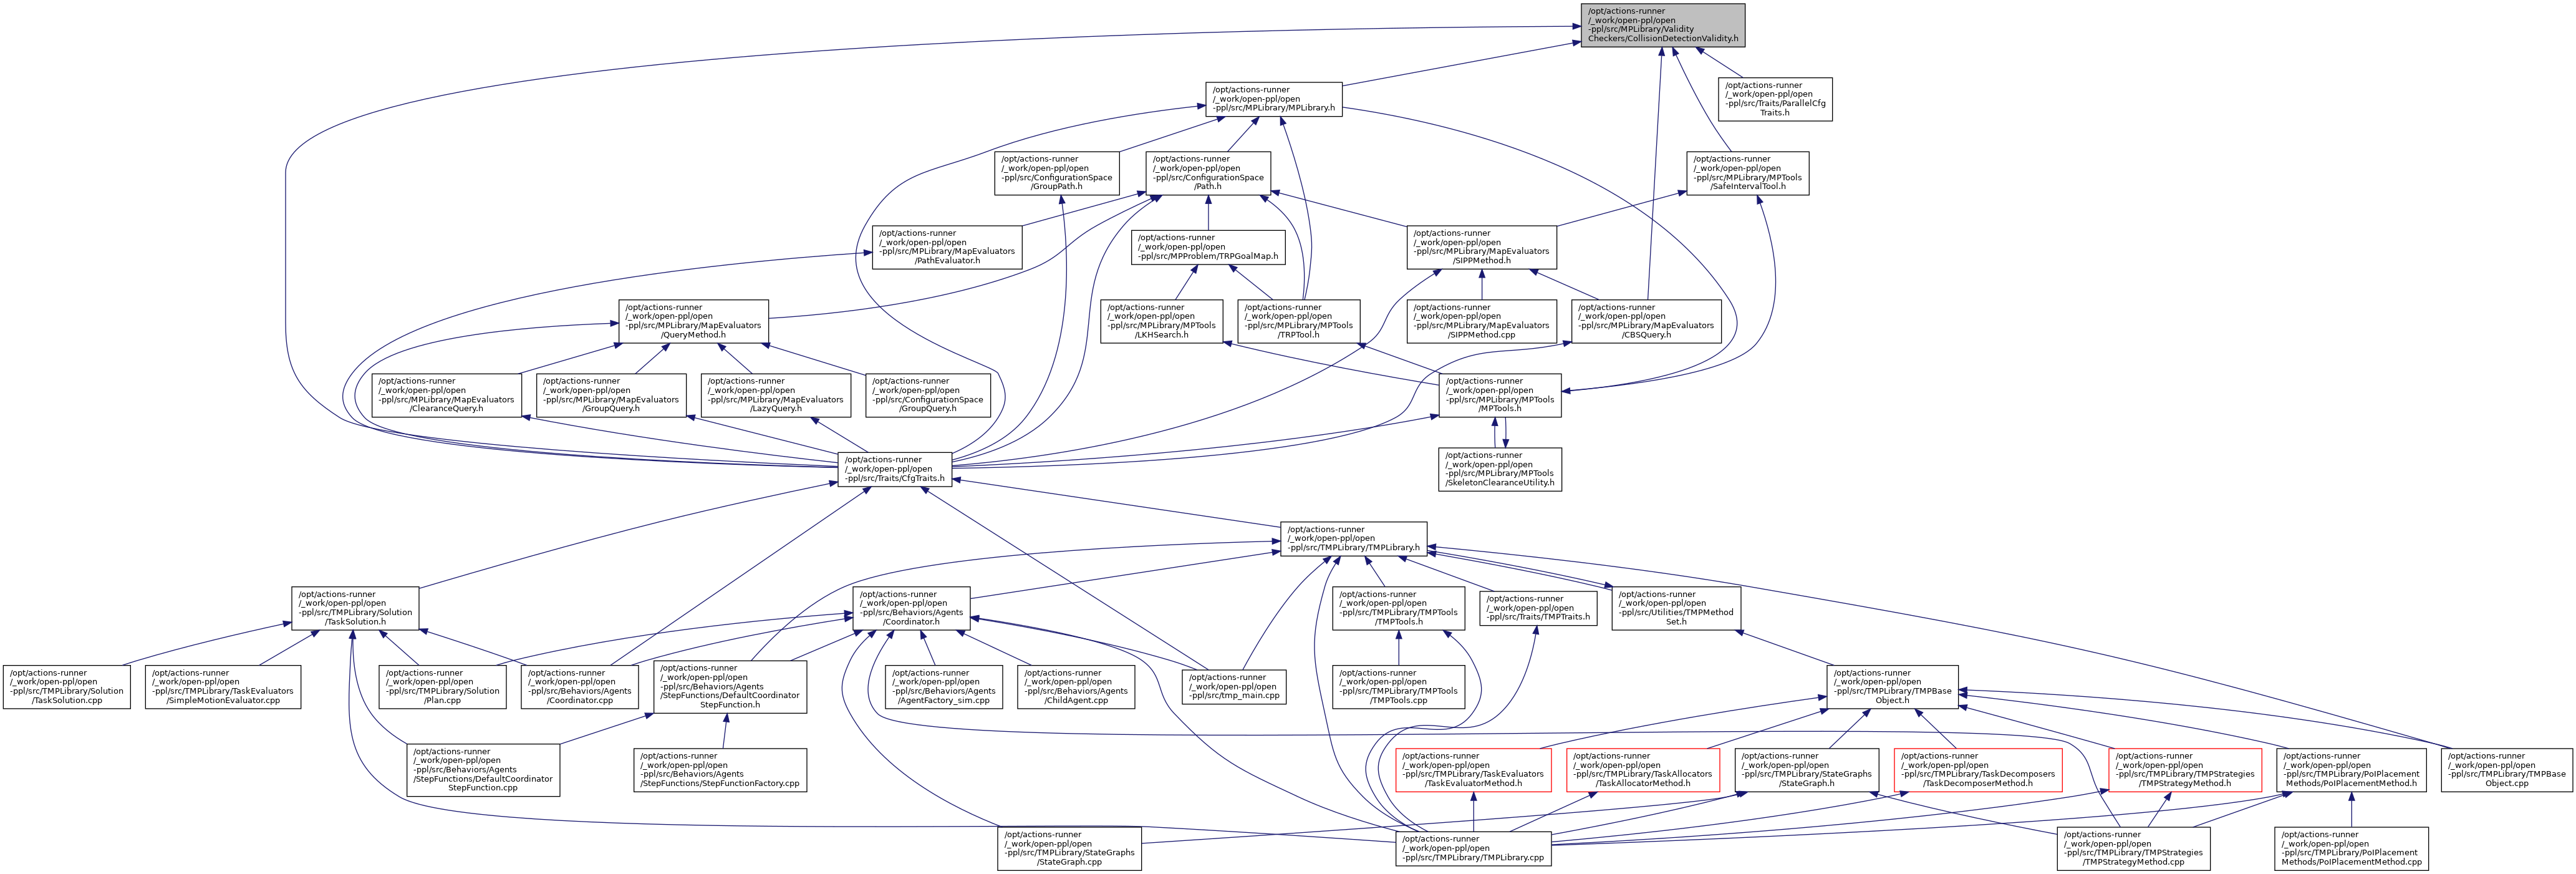 /opt/actions-runner
/_work/open-ppl/open
-ppl/src/MPLibrary/Validity
Checkers/CollisionDetectionValidity.h
/opt/actions-runner
/_work/open-ppl/open
-ppl/src/MPLibrary/MPLibrary.h
/opt/actions-runner
/_work/open-ppl/open
-ppl/src/Traits/ParallelCfg
Traits.h
/opt/actions-runner
/_work/open-ppl/open
-ppl/src/ConfigurationSpace
/GroupPath.h
/opt/actions-runner
/_work/open-ppl/open
-ppl/src/ConfigurationSpace
/Path.h
/opt/actions-runner
/_work/open-ppl/open
-ppl/src/MPLibrary/MPTools
/SafeIntervalTool.h
/opt/actions-runner
/_work/open-ppl/open
-ppl/src/MPLibrary/MapEvaluators
/PathEvaluator.h
/opt/actions-runner
/_work/open-ppl/open
-ppl/src/MPProblem/TRPGoalMap.h
/opt/actions-runner
/_work/open-ppl/open
-ppl/src/MPLibrary/MapEvaluators
/SIPPMethod.h
/opt/actions-runner
/_work/open-ppl/open
-ppl/src/MPLibrary/MapEvaluators
/QueryMethod.h
/opt/actions-runner
/_work/open-ppl/open
-ppl/src/MPLibrary/MPTools
/LKHSearch.h
/opt/actions-runner
/_work/open-ppl/open
-ppl/src/MPLibrary/MPTools
/TRPTool.h
/opt/actions-runner
/_work/open-ppl/open
-ppl/src/MPLibrary/MapEvaluators
/SIPPMethod.cpp
/opt/actions-runner
/_work/open-ppl/open
-ppl/src/MPLibrary/MapEvaluators
/CBSQuery.h
/opt/actions-runner
/_work/open-ppl/open
-ppl/src/MPLibrary/MapEvaluators
/ClearanceQuery.h
/opt/actions-runner
/_work/open-ppl/open
-ppl/src/MPLibrary/MapEvaluators
/GroupQuery.h
/opt/actions-runner
/_work/open-ppl/open
-ppl/src/MPLibrary/MapEvaluators
/LazyQuery.h
/opt/actions-runner
/_work/open-ppl/open
-ppl/src/ConfigurationSpace
/GroupQuery.h
/opt/actions-runner
/_work/open-ppl/open
-ppl/src/MPLibrary/MPTools
/MPTools.h
/opt/actions-runner
/_work/open-ppl/open
-ppl/src/Traits/CfgTraits.h
/opt/actions-runner
/_work/open-ppl/open
-ppl/src/MPLibrary/MPTools
/SkeletonClearanceUtility.h
/opt/actions-runner
/_work/open-ppl/open
-ppl/src/TMPLibrary/TMPLibrary.h
/opt/actions-runner
/_work/open-ppl/open
-ppl/src/TMPLibrary/Solution
/TaskSolution.h
/opt/actions-runner
/_work/open-ppl/open
-ppl/src/Behaviors/Agents
/Coordinator.h
/opt/actions-runner
/_work/open-ppl/open
-ppl/src/TMPLibrary/TMPTools
/TMPTools.h
/opt/actions-runner
/_work/open-ppl/open
-ppl/src/Traits/TMPTraits.h
/opt/actions-runner
/_work/open-ppl/open
-ppl/src/Utilities/TMPMethod
Set.h
/opt/actions-runner
/_work/open-ppl/open
-ppl/src/TMPLibrary/Solution
/TaskSolution.cpp
/opt/actions-runner
/_work/open-ppl/open
-ppl/src/TMPLibrary/TaskEvaluators
/SimpleMotionEvaluator.cpp
/opt/actions-runner
/_work/open-ppl/open
-ppl/src/TMPLibrary/Solution
/Plan.cpp
/opt/actions-runner
/_work/open-ppl/open
-ppl/src/Behaviors/Agents
/Coordinator.cpp
/opt/actions-runner
/_work/open-ppl/open
-ppl/src/Behaviors/Agents
/StepFunctions/DefaultCoordinator
StepFunction.h
/opt/actions-runner
/_work/open-ppl/open
-ppl/src/Behaviors/Agents
/AgentFactory_sim.cpp
/opt/actions-runner
/_work/open-ppl/open
-ppl/src/Behaviors/Agents
/ChildAgent.cpp
/opt/actions-runner
/_work/open-ppl/open
-ppl/src/tmp_main.cpp
/opt/actions-runner
/_work/open-ppl/open
-ppl/src/TMPLibrary/TMPTools
/TMPTools.cpp
/opt/actions-runner
/_work/open-ppl/open
-ppl/src/TMPLibrary/TMPBase
Object.h
/opt/actions-runner
/_work/open-ppl/open
-ppl/src/Behaviors/Agents
/StepFunctions/DefaultCoordinator
StepFunction.cpp
/opt/actions-runner
/_work/open-ppl/open
-ppl/src/Behaviors/Agents
/StepFunctions/StepFunctionFactory.cpp
/opt/actions-runner
/_work/open-ppl/open
-ppl/src/TMPLibrary/TaskEvaluators
/TaskEvaluatorMethod.h
/opt/actions-runner
/_work/open-ppl/open
-ppl/src/TMPLibrary/TaskAllocators
/TaskAllocatorMethod.h
/opt/actions-runner
/_work/open-ppl/open
-ppl/src/TMPLibrary/StateGraphs
/StateGraph.h
/opt/actions-runner
/_work/open-ppl/open
-ppl/src/TMPLibrary/TaskDecomposers
/TaskDecomposerMethod.h
/opt/actions-runner
/_work/open-ppl/open
-ppl/src/TMPLibrary/TMPStrategies
/TMPStrategyMethod.h
/opt/actions-runner
/_work/open-ppl/open
-ppl/src/TMPLibrary/PoIPlacement
Methods/PoIPlacementMethod.h
/opt/actions-runner
/_work/open-ppl/open
-ppl/src/TMPLibrary/TMPBase
Object.cpp
/opt/actions-runner
/_work/open-ppl/open
-ppl/src/TMPLibrary/StateGraphs
/StateGraph.cpp
/opt/actions-runner
/_work/open-ppl/open
-ppl/src/TMPLibrary/TMPLibrary.cpp
/opt/actions-runner
/_work/open-ppl/open
-ppl/src/TMPLibrary/TMPStrategies
/TMPStrategyMethod.cpp
/opt/actions-runner
/_work/open-ppl/open
-ppl/src/TMPLibrary/PoIPlacement
Methods/PoIPlacementMethod.cpp